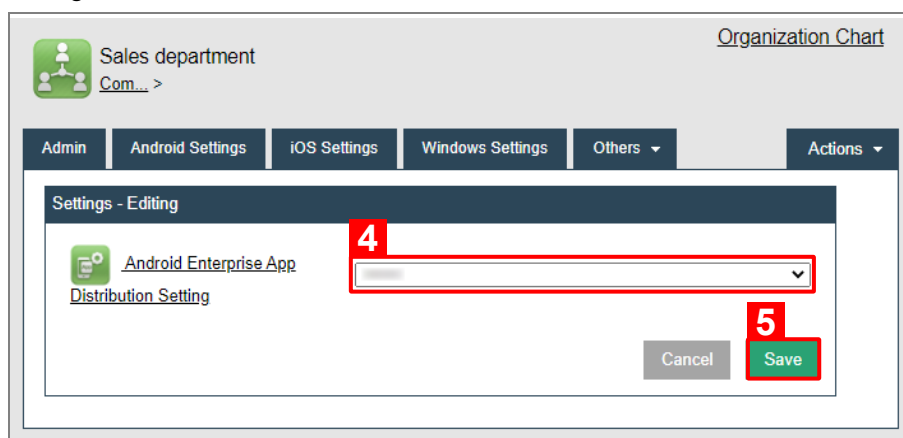 Organization Chart
Sales department
Com... >
Admin Android Settings iOS Settings Windows Settings Others Actions
Settings - Editing
4
Android Enterprise App
Distribution Setting
5
Cancel Save